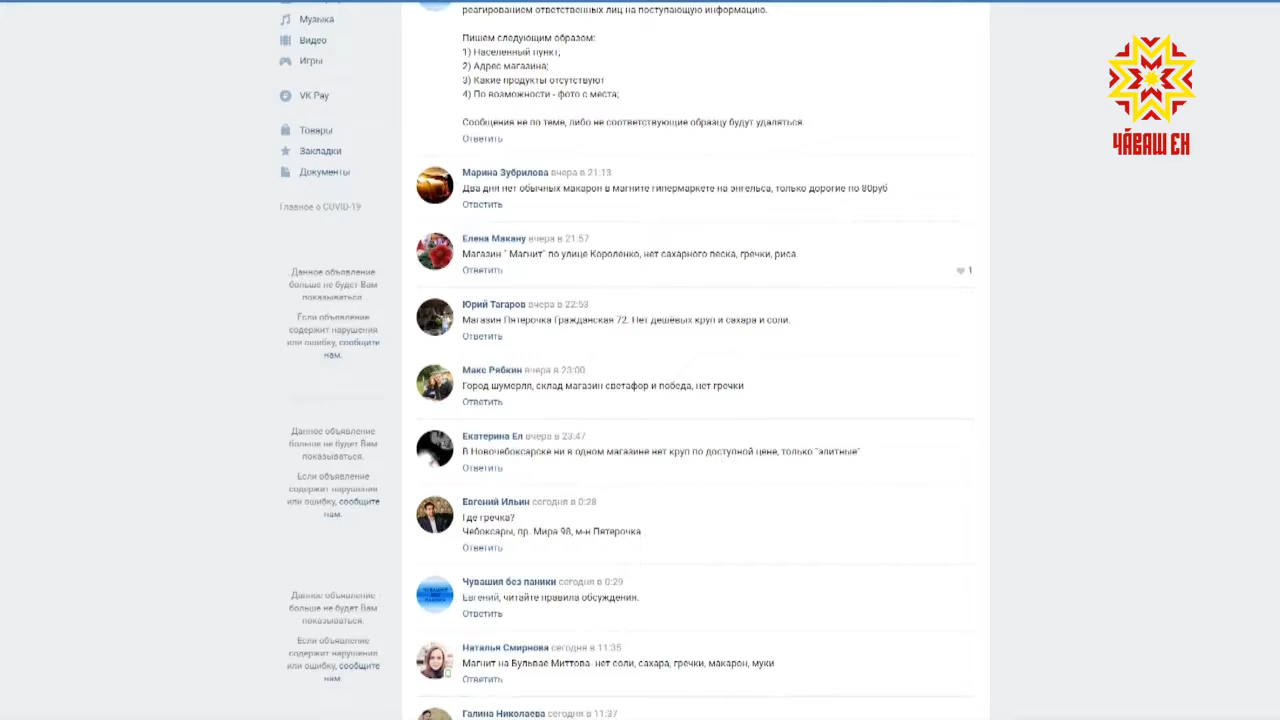 Музыка
Видео
Игры
VK Pay
Товары
Закладки
Документы
Главное о COVID-19
Данное объявление
больше не будет Вам
показываться.
Если объявление
содержит нарушения
или ошибку, сообщите
нам.
Данное объявление
больше не будет Вам
показываться.
Если объявление
содержит нарушения
или ошибку, сообщите
нам.
Данное объявление
больше не будет Вам
показываться.
Если объявление
содержит нарушения
или ошибку, сообщите
нам.
реагированием ответственных лиц на поступающую информацию.
Пишем следующим образом:
1) Населенный пункт;
2) Адрес магазина;
3) Какие продукты отсутствуют
4) По возможности - фото с места;
Сообщения не по теме, либо не соответствующие образцу будут удаляться.
Ответить
Марина Зубрилова вчера в 21:13
Два дня нет обычных макарон в магните гипермаркете на энгельса, только дорогие по 80руб
Ответить
Елена Макану вчера в 21:57
Магазин " Магнит" по улице Короленко, нет сахарного песка, гречки, риса.
Ответить
1
Юрий Тагаров вчера в 22:53
Магазин Пятерочка Гражданская 72. Нет дешёвых круп и сахара и соли.
Ответить
Макс Рябкин вчера в 23:00
Город шумерля, склад магазин светафор и победа, нет гречки
Ответить
Екатерина Ел вчера в 23:47
В Новочебоксарске ни в одном магазине нет круп по доступной цене, только "элитные"
Ответить
Евгений Ильин сегодня в 0:28
Где гречка?
Чебоксары, пр. Мира 98, м-н Пятерочка
Ответить
Чувашия без паники сегодня в 0:29
Евгений, читайте правила обсуждения.
Ответить
Наталья Смирнова сегодня в 11:35
Магнит на Бульвае Миттова- нет соли, сахара, гречки, макарон, муки
Ответить
Галина Николаева сегодня в 11:37
ЧӐВАШ ЕН